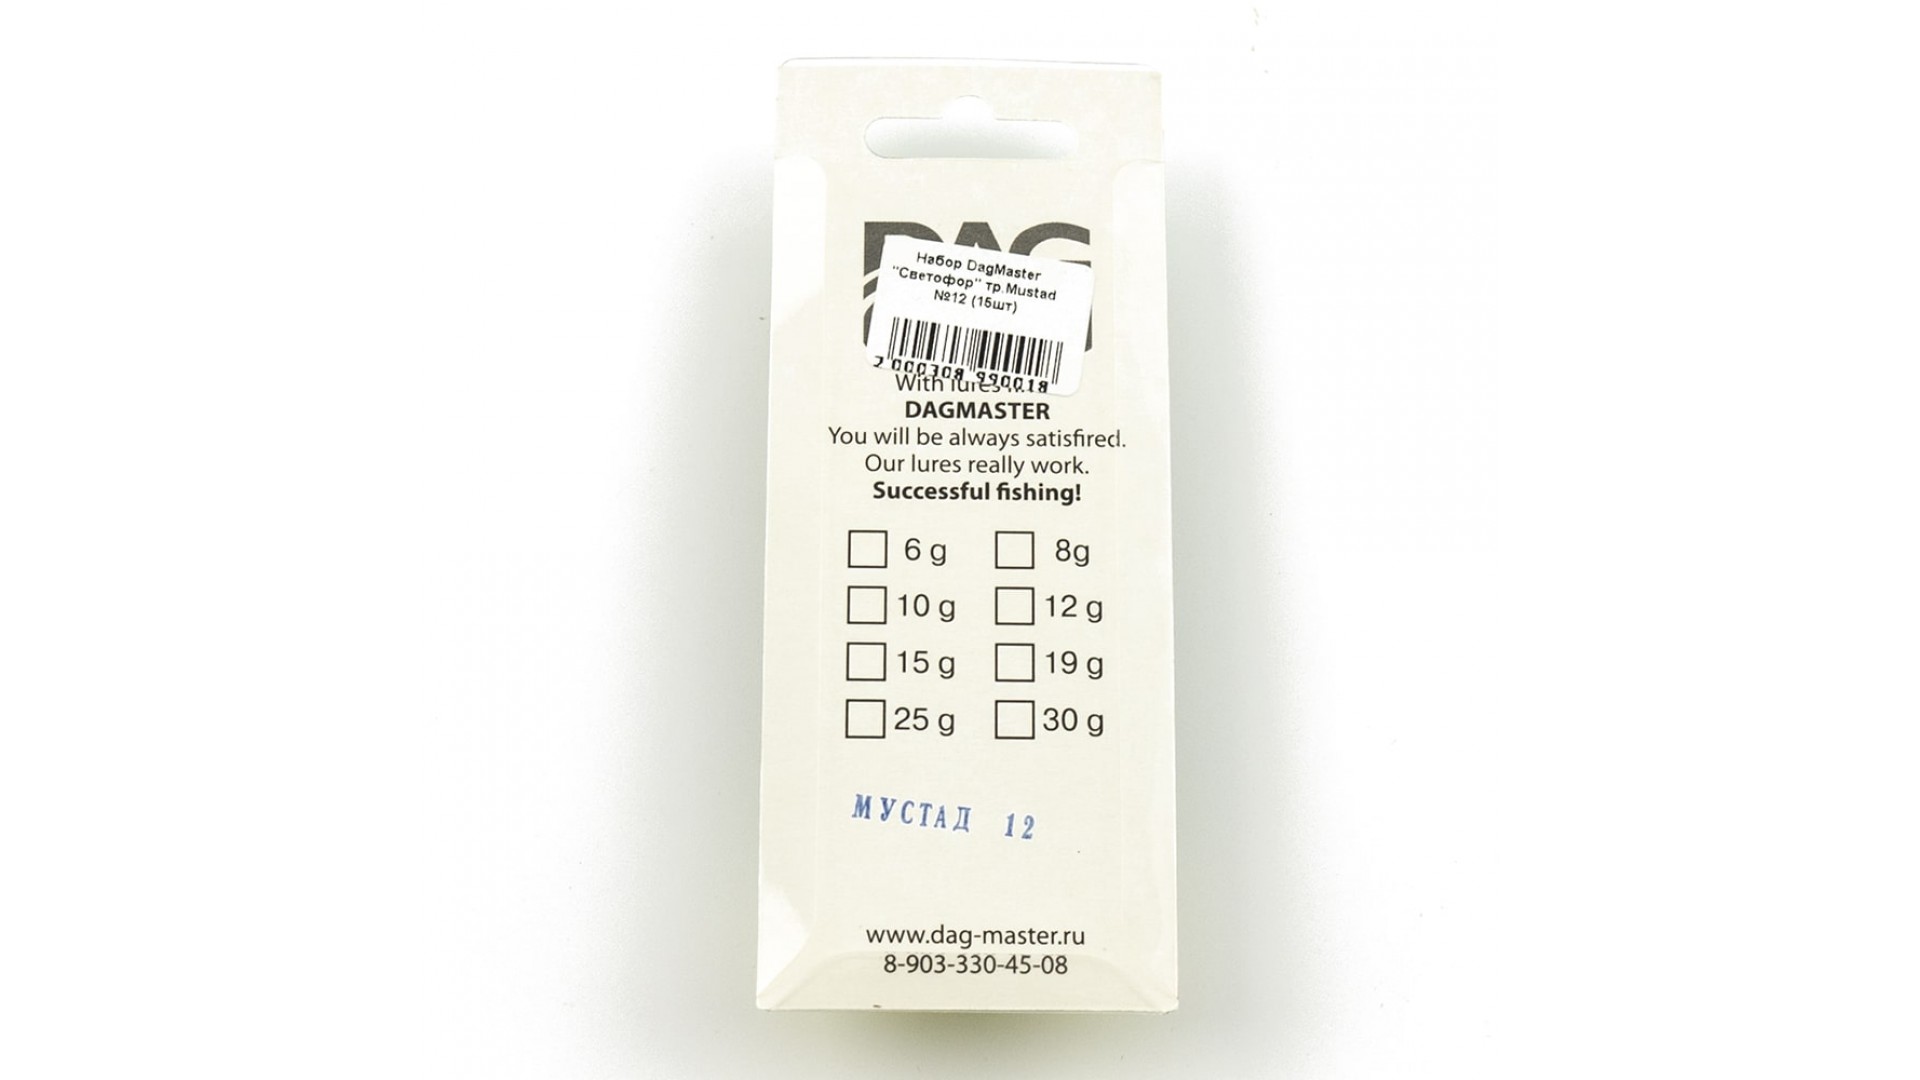 DAG
Набор DagMaster
"Светофор" тр.Mustad
№12 (15шт)
2 000308 990018
With lures
DAGMASTER
You will be always satisfired.
Our lures really work.
Successful fishing!
6 g 8g
10 g 12 g
15 g 19 g
25 g 30 g
МУСТАД 12
www.dag-master.ru
8-903-330-45-08